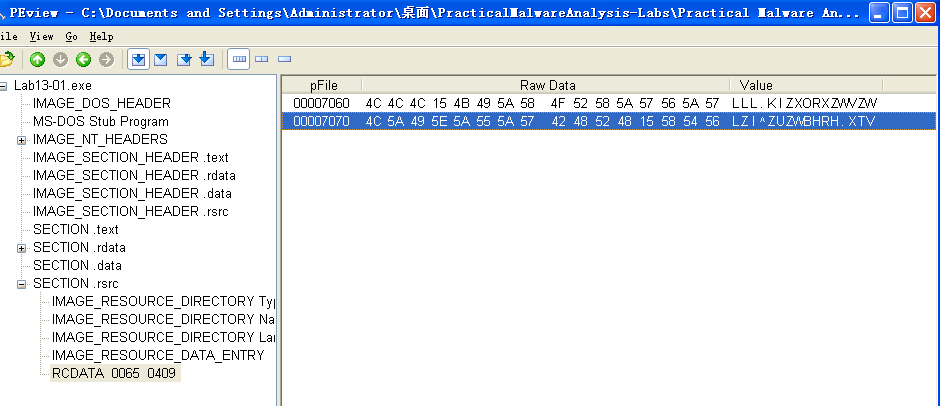 PEview - C:\Documents and Settings\Administrator\桌面\PracticalMalwareAnalysis-Labs\Practical Malware An...
ile View Go Help
Lab13-01.exe
IMAGE_DOS_HEADER
MS-DOS Stub Program
IMAGE_NT_HEADERS
IMAGE_SECTION_HEADER .text
IMAGE_SECTION_HEADER .rdata
IMAGE_SECTION_HEADER .data
IMAGE_SECTION_HEADER .rsrc
SECTION .text
SECTION .rdata
SECTION .data
SECTION .rsrc
IMAGE_RESOURCE_DIRECTORY Typ
IMAGE_RESOURCE_DIRECTORY Na
IMAGE_RESOURCE_DIRECTORY Lar
IMAGE_RESOURCE_DATA_ENTRY
RCDATA 0065 0409
pFile Raw Data Value
00007060 4C 4C 4C 15 4B 49 5A 58 4F 52 58 5A 57 56 5A 57 LLL.KIZXORXZWVZW
00007070 4C 5A 49 5E 5A 55 5A 57 42 48 52 48 15 58 54 56 LZI^ZUZWBHRH.XTV